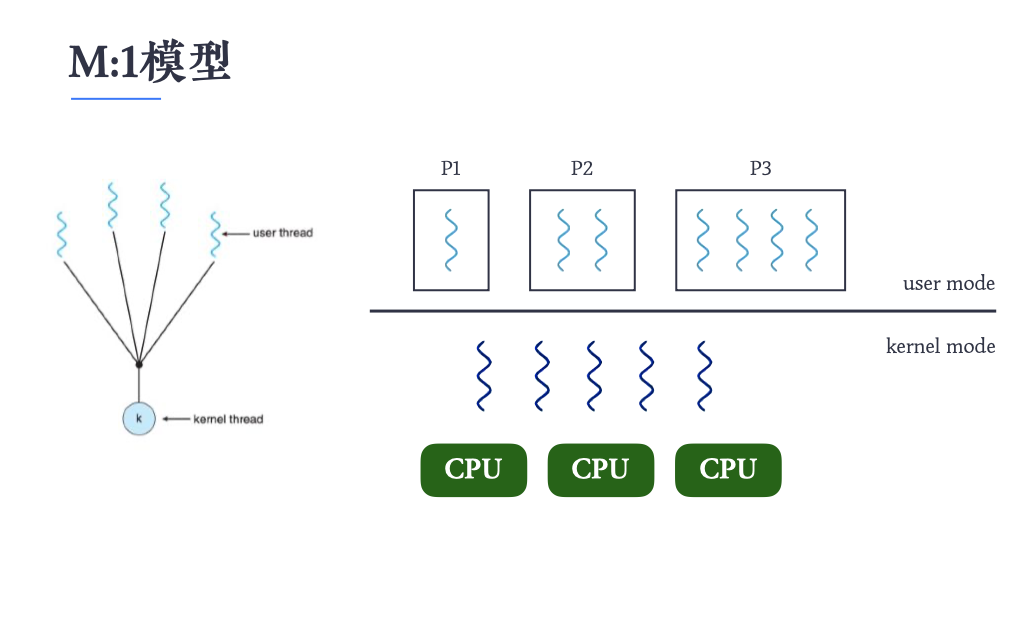 M:1模型
user thread
k
kernel thread
P1 P2 P3
user mode
kernel mode
CPU CPU CPU